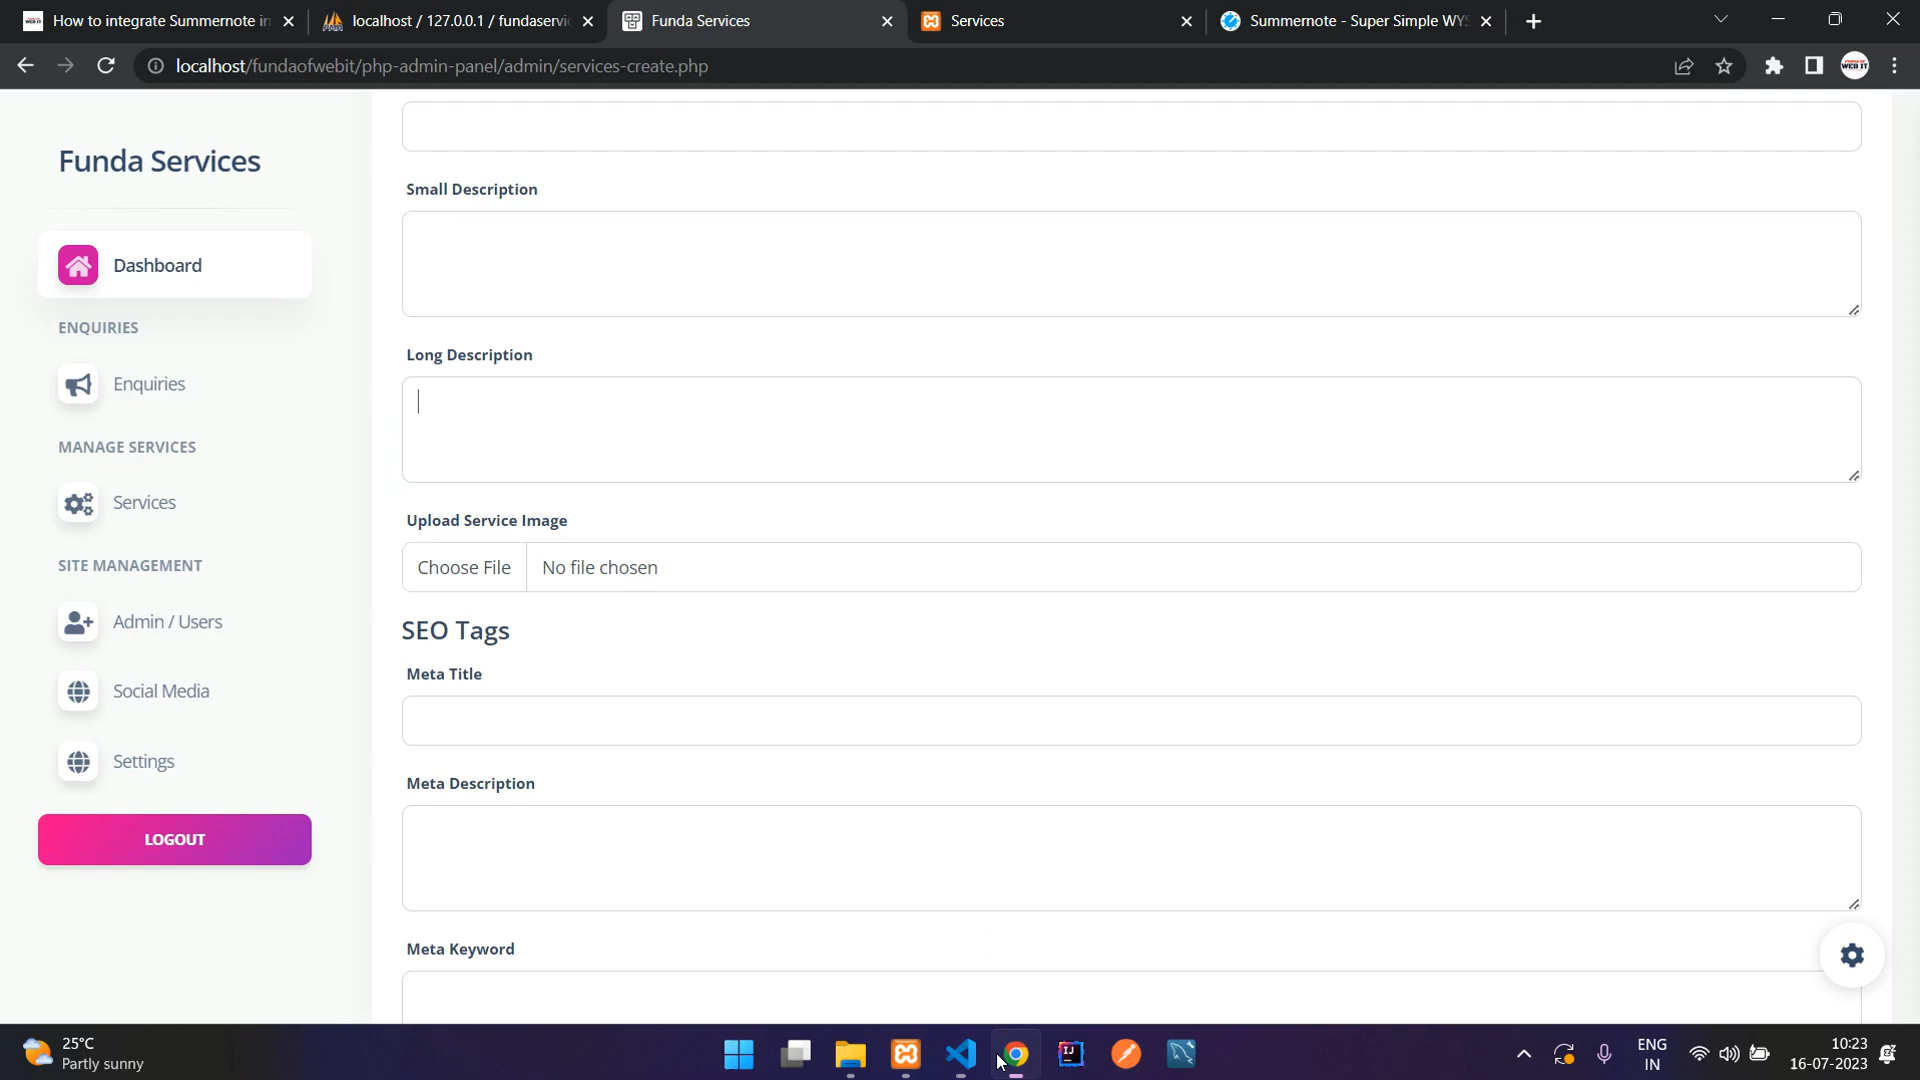 How to integrate Summernote in
localhost / 127.0.0.1 / fundaservic
Funda Services
Services
Summernote - Super Simple WYS
localhost/fundaofwebit/php-admin-panel/admin/services-create.php
Funda Services
Dashboard
ENQUIRIES
Enquiries
MANAGE SERVICES
Services
SITE MANAGEMENT
Admin / Users
Social Media
Settings
LOGOUT
Small Description
Long Description
Upload Service Image
Choose File
No file chosen
SEO Tags
Meta Title
Meta Description
Meta Keyword
25°C
Partly sunny
ENG
IN
10:23
16-07-2023